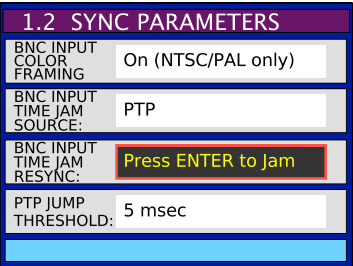 1.2 SYNC PARAMETERS
BNC INPUT
COLOR
FRAMING
On (NTSC/PAL only)
BNC INPUT
TIME JAM
SOURCE:
PTP
BNC INPUT
TIME JAM
RESYNC:
Press ENTER to Jam
PTP JUMP
THRESHOLD:
5 msec